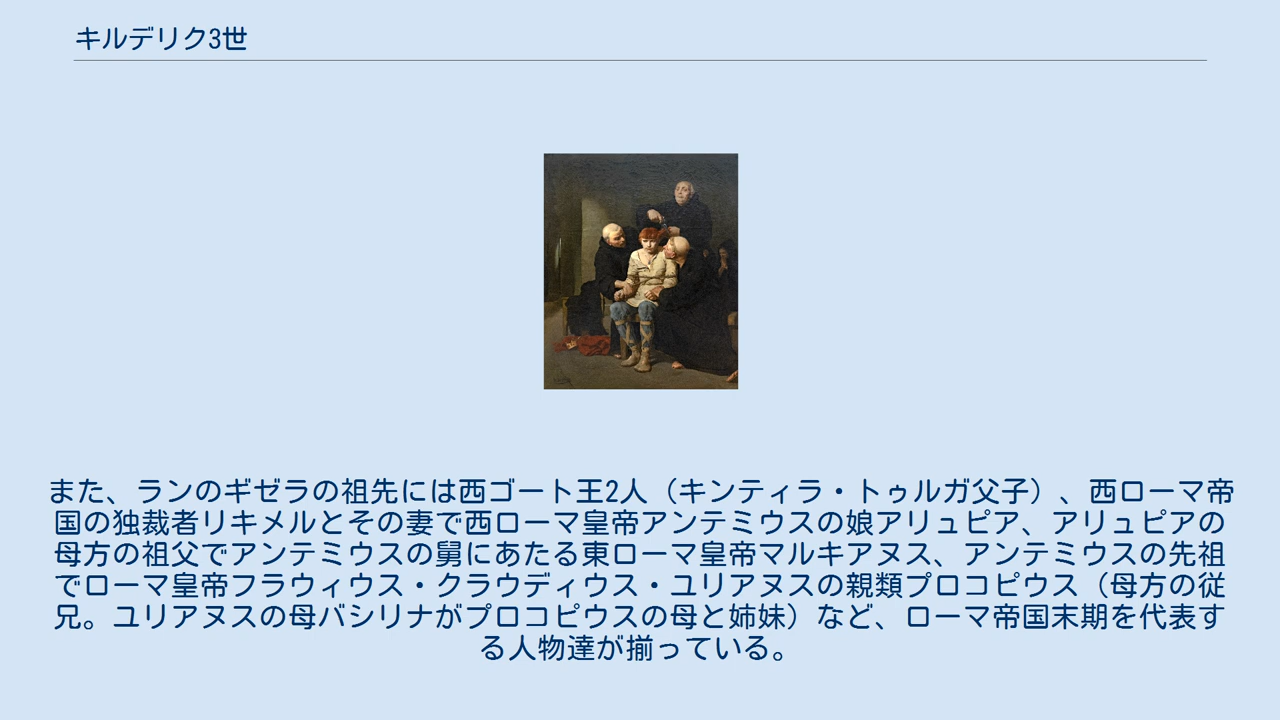 キルデリク3世
また、ランのギゼラの祖先には西ゴート王2人（キンティラ・トゥルガ父子）、西ローマ帝
国の独裁者リキメルとその妻で西ローマ皇帝アンテミウスの娘アリュピア、アリュピアの
母方の祖父でアンテミウスの舅にあたる東ローマ皇帝マルキアヌス、アンテミウスの先祖
でローマ皇帝フラウィウス・クラウディウス・ユリアヌスの親類プロコピウス（母方の従
兄。ユリアヌスの母バシリナがプロコピウスの母と姉妹）など、ローマ帝国末期を代表す
る人物達が揃っている。